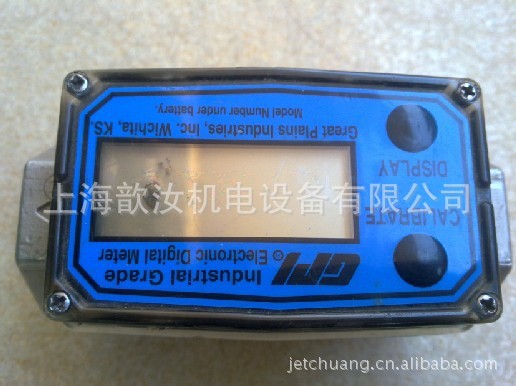 GPI Industrial Grade
® Electronic Digital Meter
CALIBRATE
DISPLAY
Great Plains Industries, Inc. Wichita, KS.
Model Number under battery.
上海歆汝机电设备有限公司
jetchuang.cn.alibaba.com